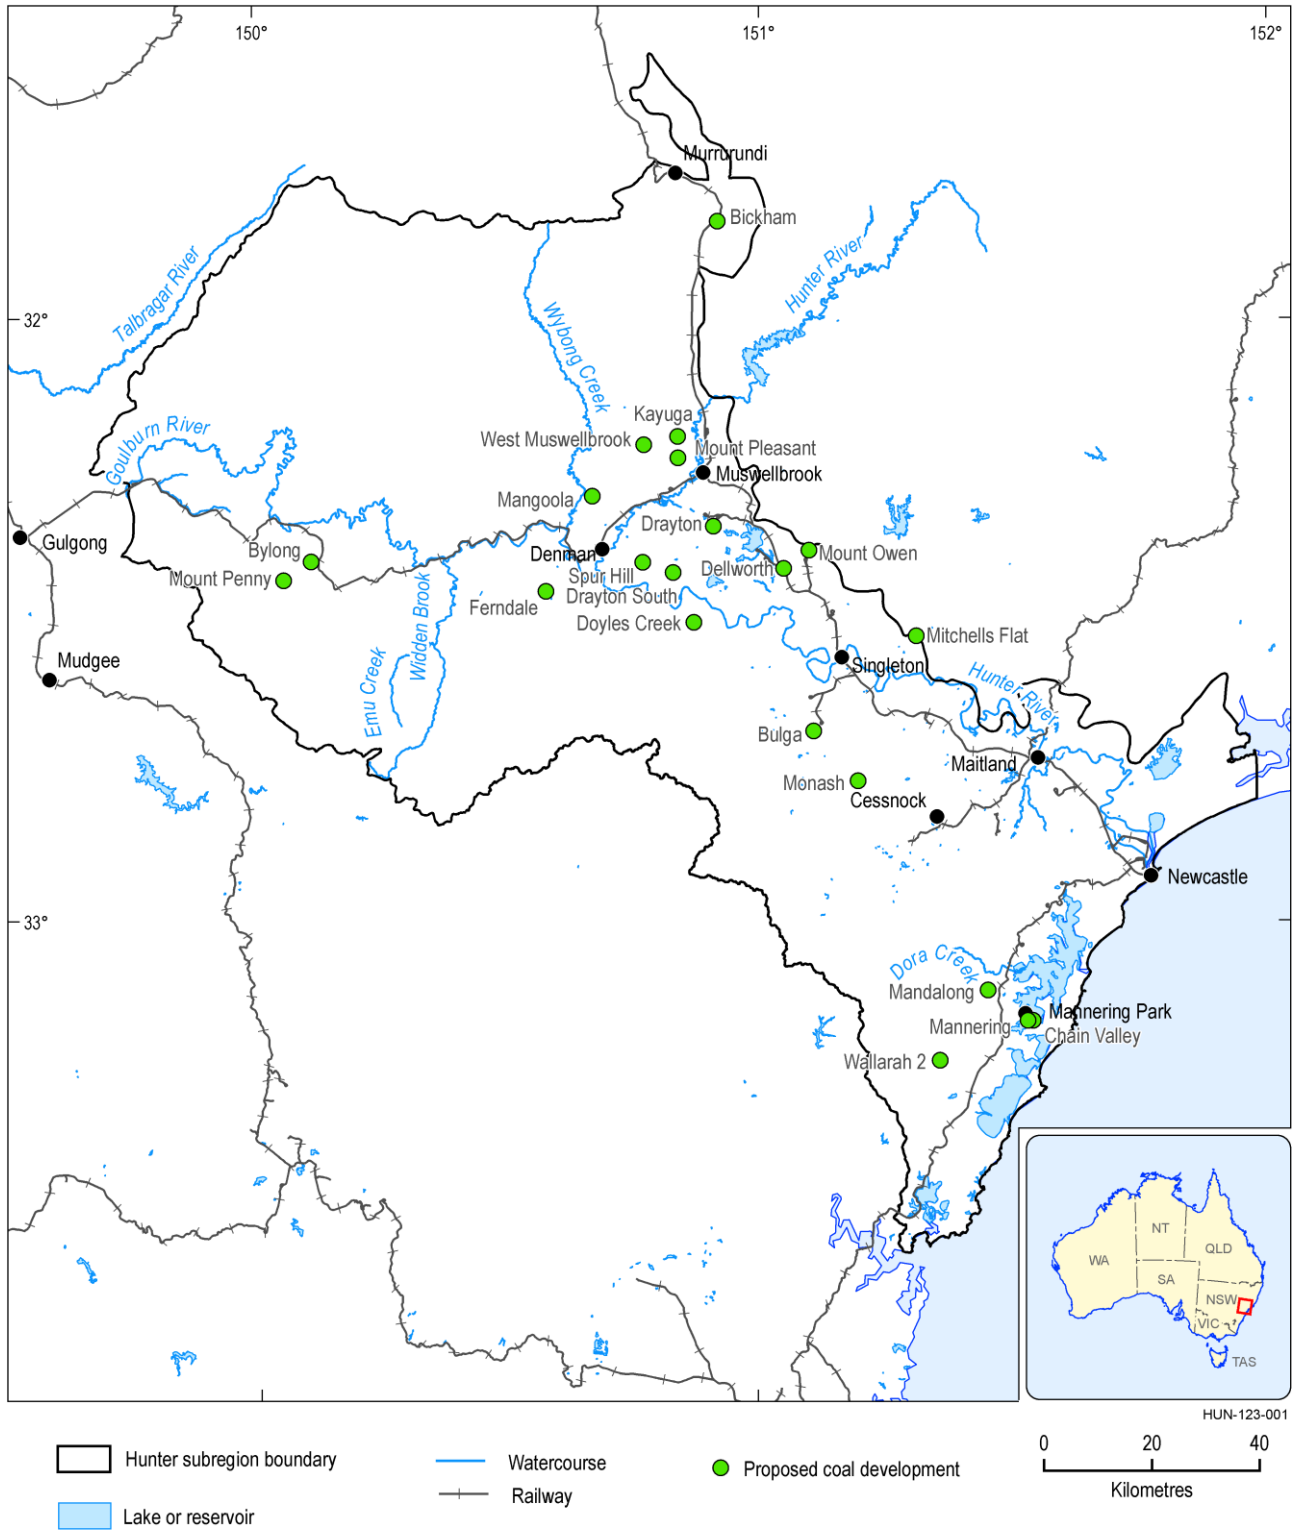 150°
151°
152°
Murrurundi
Bickham
Hunter River
Talbragar River
32°
Wybong Creek
Kayuga
Goulburn River
West Muswellbrook
Mount Pleasant
Muswellbrook
Mangoola
Drayton
Gulgong
Bylong
Denman
Mount Owen
Mount Penny
Spur Hill
Dellworth
Widden Brook
Ferndale
Drayton South
Doyles Creek
Mitchells Flat
Mudgee
Emu Creek
Singleton
Hunter River
Bulga
Maitland
Monash
Cessnock
Newcastle
33°
Dora Creek
Mandalong
Mannering Park
Mannering
Chain Valley
Wallarah 2
NT
QLD
WA
SA
NSW
VIC
TAS
HUN-123-001
Hunter subregion boundary
Watercourse
Proposed coal development
0 20 40
Kilometres
Railway
Lake or reservoir